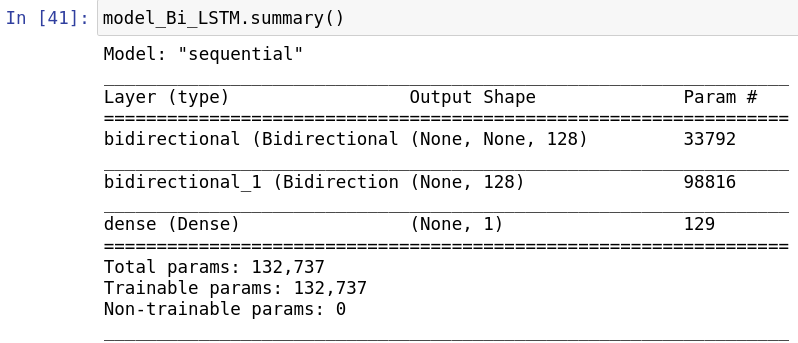 In [41]: model_Bi_LSTM.summary()
Model: "sequential"
_________________________________________________________________
Layer (type)                 Output Shape              Param #
=================================================================
bidirectional (Bidirectional (None, None, 128)         33792
_________________________________________________________________
bidirectional_1 (Bidirection (None, 128)               98816
_________________________________________________________________
dense (Dense)                (None, 1)                 129
=================================================================
Total params: 132,737
Trainable params: 132,737
Non-trainable params: 0
_________________________________________________________________